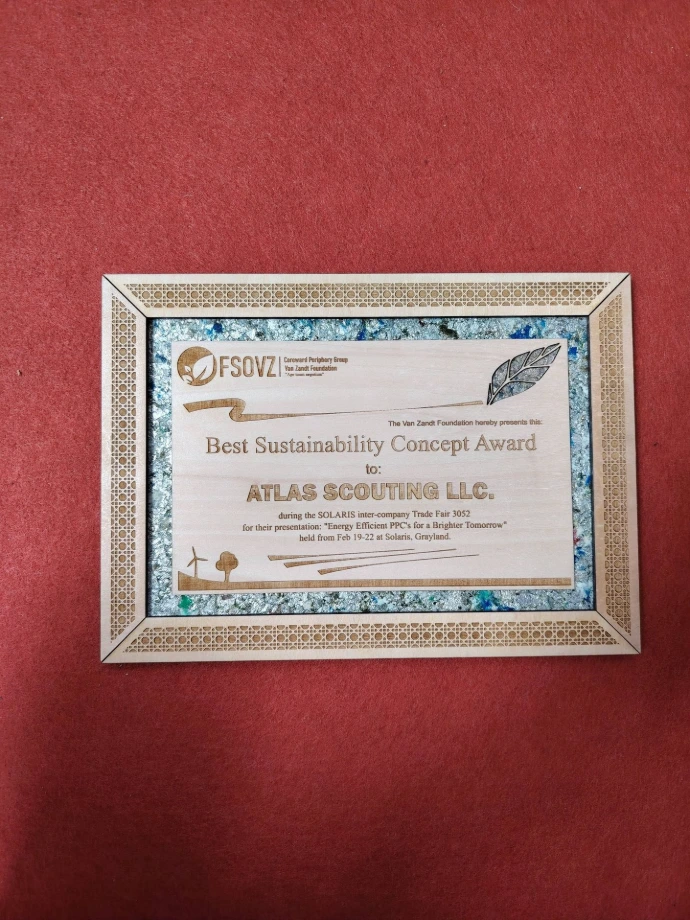 FSOVZ
Coreward Periphery Group
Van Zandt Foundation
The Van Zandt Foundation hereby presents this:
Best Sustainability Concept Award
to:
ATLAS SCOUTING LLC.
during the SOLARIS inter-company Trade Fair 3052
for their presentation: "Energy Efficient PPC's for a Brighter Tomorrow"
held from Feb 19-22 at Solaris, Grayland.